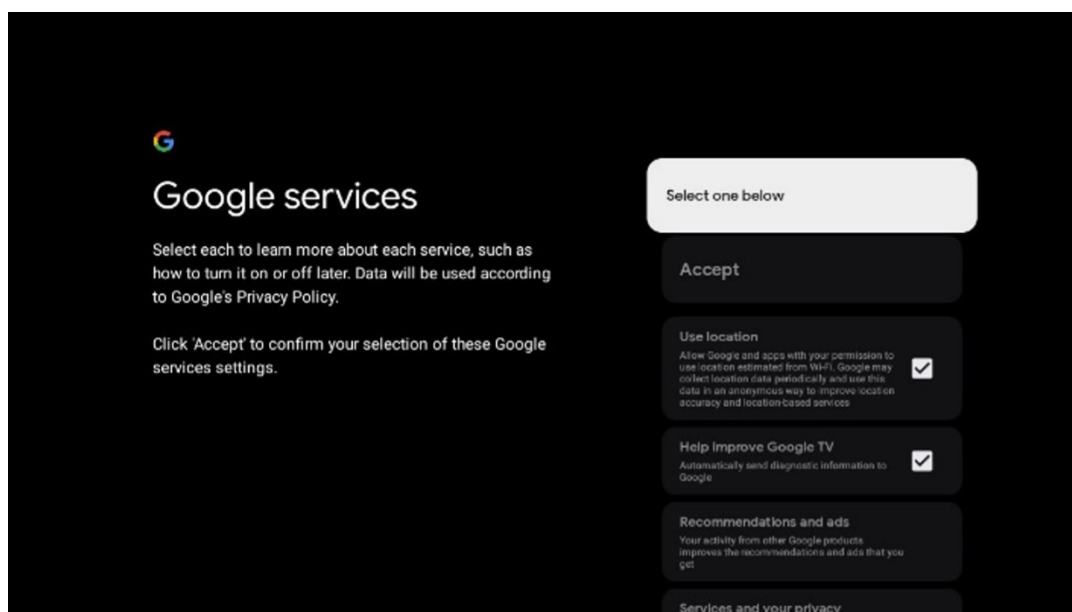 Google services
Select each to learn more about each service, such as
how to turn it on or off later. Data will be used according
to Google's Privacy Policy.
Click 'Accept' to confirm your selection of these Google
services settings.
Select one below
Accept
Use location
Allow Google and apps with your permission to
use location estimated from Wi-Fi. Google may
collect location data periodically and use this
data in an anonymous way to improve location
accuracy and location-based services
Help Improve Google TV
Automatically send diagnostic information to
Google
Recommendations and ads
Your activity from other Google products
improves the recommendations and ads that you
get
Services and your privacy